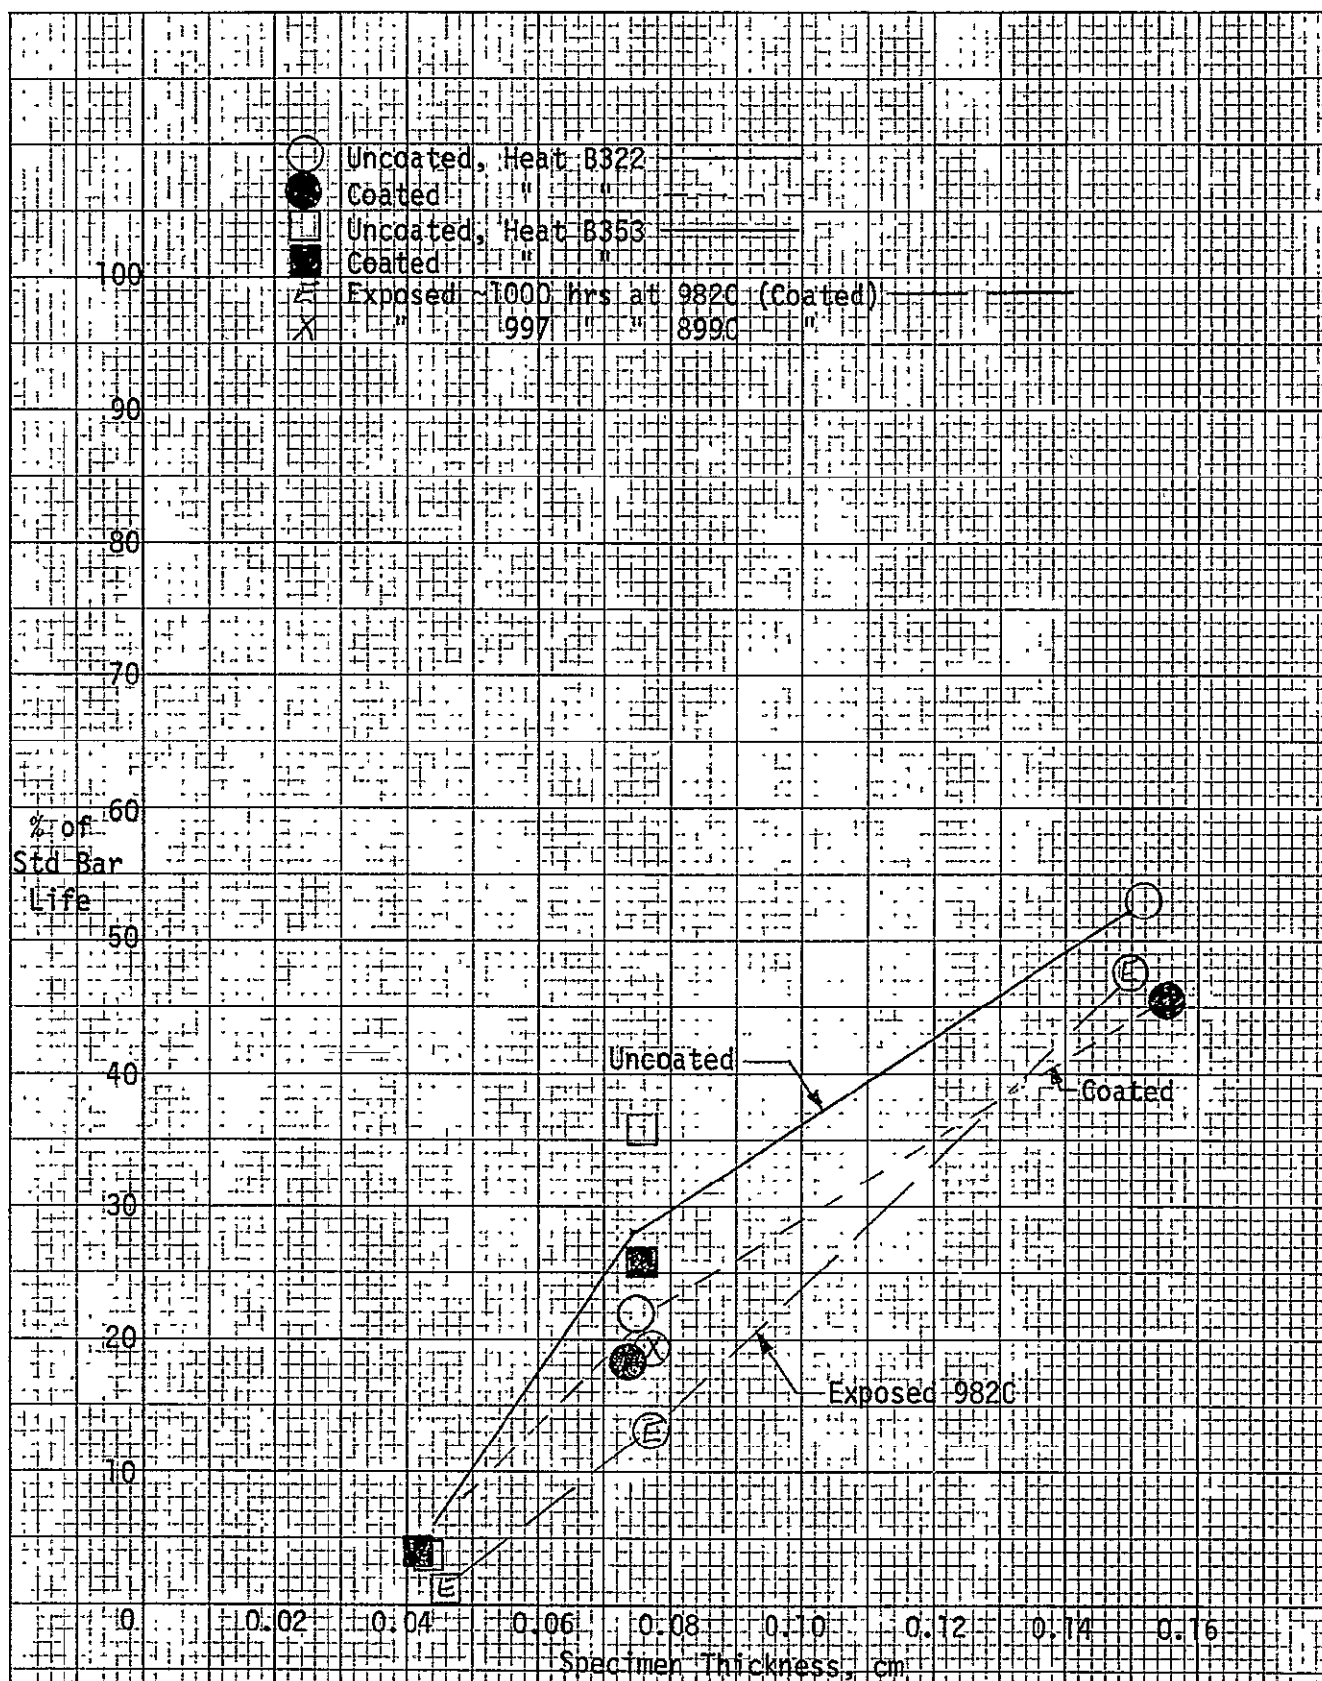 Uncoated, Heat B322
Coated " "
Uncoated, Heat B353
Coated " "
E Exposed ~1000 hrs at 982C (Coated)
X " 997 " " 899C "
100
90
80
70
60
% of
Std Bar
Life
50
E
Uncoated
40
Coated
30
20
X
Exposed 982C
E
10
E
0 0.02 0.04 0.06 0.08 0.10 0.12 0.14 0.16
Specimen Thickness, cm